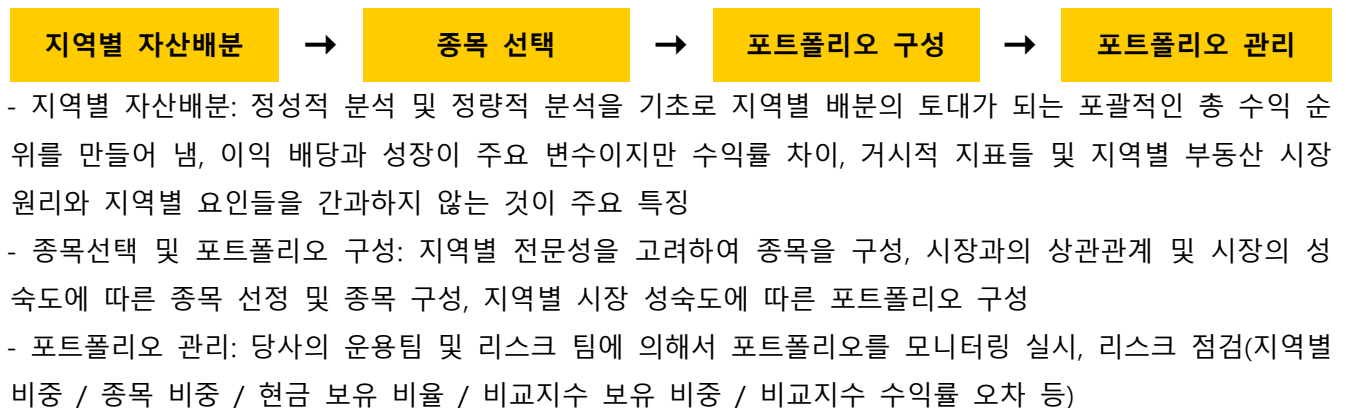 지역별 자산배분 → 종목 선택 → 포트폴리오 구성 → 포트폴리오 관리
- 지역별 자산배분: 정성적 분석 및 정량적 분석을 기초로 지역별 배분의 토대가 되는 포괄적인 총 수익 순
위를 만들어 냄, 이익 배당과 성장이 주요 변수이지만 수익률 차이, 거시적 지표들 및 지역별 부동산 시장
원리와 지역별 요인들을 간과하지 않는 것이 주요 특징
- 종목선택 및 포트폴리오 구성: 지역별 전문성을 고려하여 종목을 구성, 시장과의 상관관계 및 시장의 성
숙도에 따른 종목 선정 및 종목 구성, 지역별 시장 성숙도에 따른 포트폴리오 구성
- 포트폴리오 관리: 당사의 운용팀 및 리스크 팀에 의해서 포트폴리오를 모니터링 실시, 리스크 점검(지역별
비중 / 종목 비중 / 현금 보유 비율 / 비교지수 보유 비중 / 비교지수 수익률 오차 등)